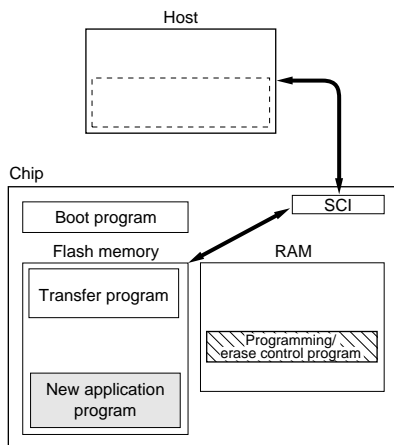 Host
Chip
SCI
Boot program
Flash memory
RAM
Transfer program
Programming/
erase control program
New application
program